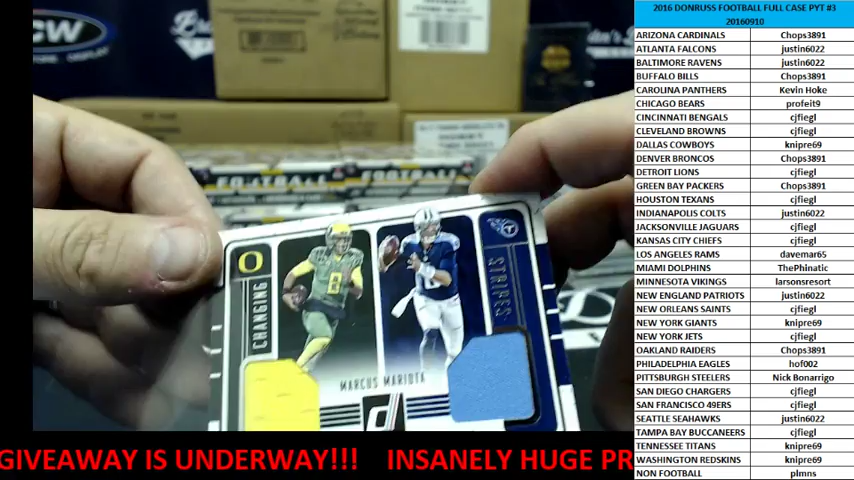 2016 DONRUSS FOOTBALL FULL CASE PYT #3
20160910
ARIZONA CARDINALS Chops3891
ATLANTA FALCONS justin6022
BALTIMORE RAVENS justin6022
BUFFALO BILLS Chops3891
CAROLINA PANTHERS Kevin Hoke
CHICAGO BEARS profeit9
CINCINNATI BENGALS cjfiegl
CLEVELAND BROWNS cjfiegl
DALLAS COWBOYS knipre69
DENVER BRONCOS Chops3891
DETROIT LIONS cjfiegl
GREEN BAY PACKERS Chops3891
HOUSTON TEXANS cjfiegl
INDIANAPOLIS COLTS justin6022
JACKSONVILLE JAGUARS cjfiegl
KANSAS CITY CHIEFS cjfiegl
LOS ANGELES RAMS davemar65
MIAMI DOLPHINS ThePhinatic
MINNESOTA VIKINGS larsonsresort
NEW ENGLAND PATRIOTS justin6022
NEW ORLEANS SAINTS cjfiegl
NEW YORK GIANTS knipre69
NEW YORK JETS cjfiegl
OAKLAND RAIDERS Chops3891
PHILADELPHIA EAGLES hof002
PITTSBURGH STEELERS Nick Bonarrigo
SAN DIEGO CHARGERS cjfiegl
SAN FRANCISCO 49ERS cjfiegl
SEATTLE SEAHAWKS justin6022
TAMPA BAY BUCCANEERS cjfiegl
TENNESSEE TITANS knipre69
WASHINGTON REDSKINS knipre69
NON FOOTBALL plmns
CW
FOOTBALL
FOOTBALL
O
CHANGING
8
STRIPES
MARCUS MARIOTA
GIVEAWAY IS UNDERWAY!!! INSANELY HUGE PR